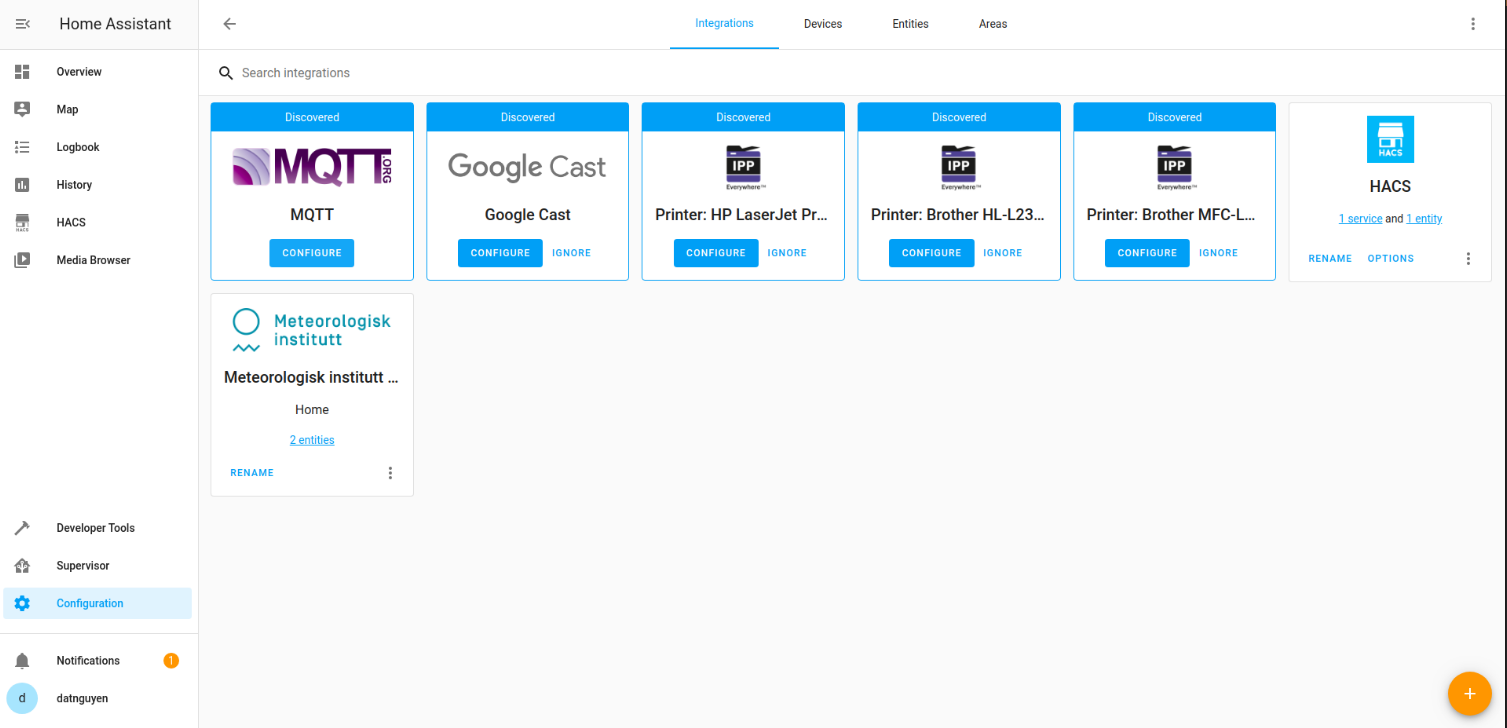 Home Assistant
Integrations
Devices
Entities
Areas
Search integrations
Overview
Map
Logbook
History
HACS
HACS
Media Browser
Developer Tools
Supervisor
Configuration
Notifications
1
d
datnguyen
Discovered
MQTT.ORG
MQTT
CONFIGURE
Discovered
Google Cast
Google Cast
CONFIGURE IGNORE
Discovered
IPP
Everywhere™
Printer: HP LaserJet Pr...
CONFIGURE IGNORE
Discovered
IPP
Everywhere™
Printer: Brother HL-L23...
CONFIGURE IGNORE
Discovered
IPP
Everywhere™
Printer: Brother MFC-L...
CONFIGURE IGNORE
HACS
HACS
1 service and 1 entity
RENAME OPTIONS
Meteorologisk
institutt
Meteorologisk institutt ...
Home
2 entities
RENAME